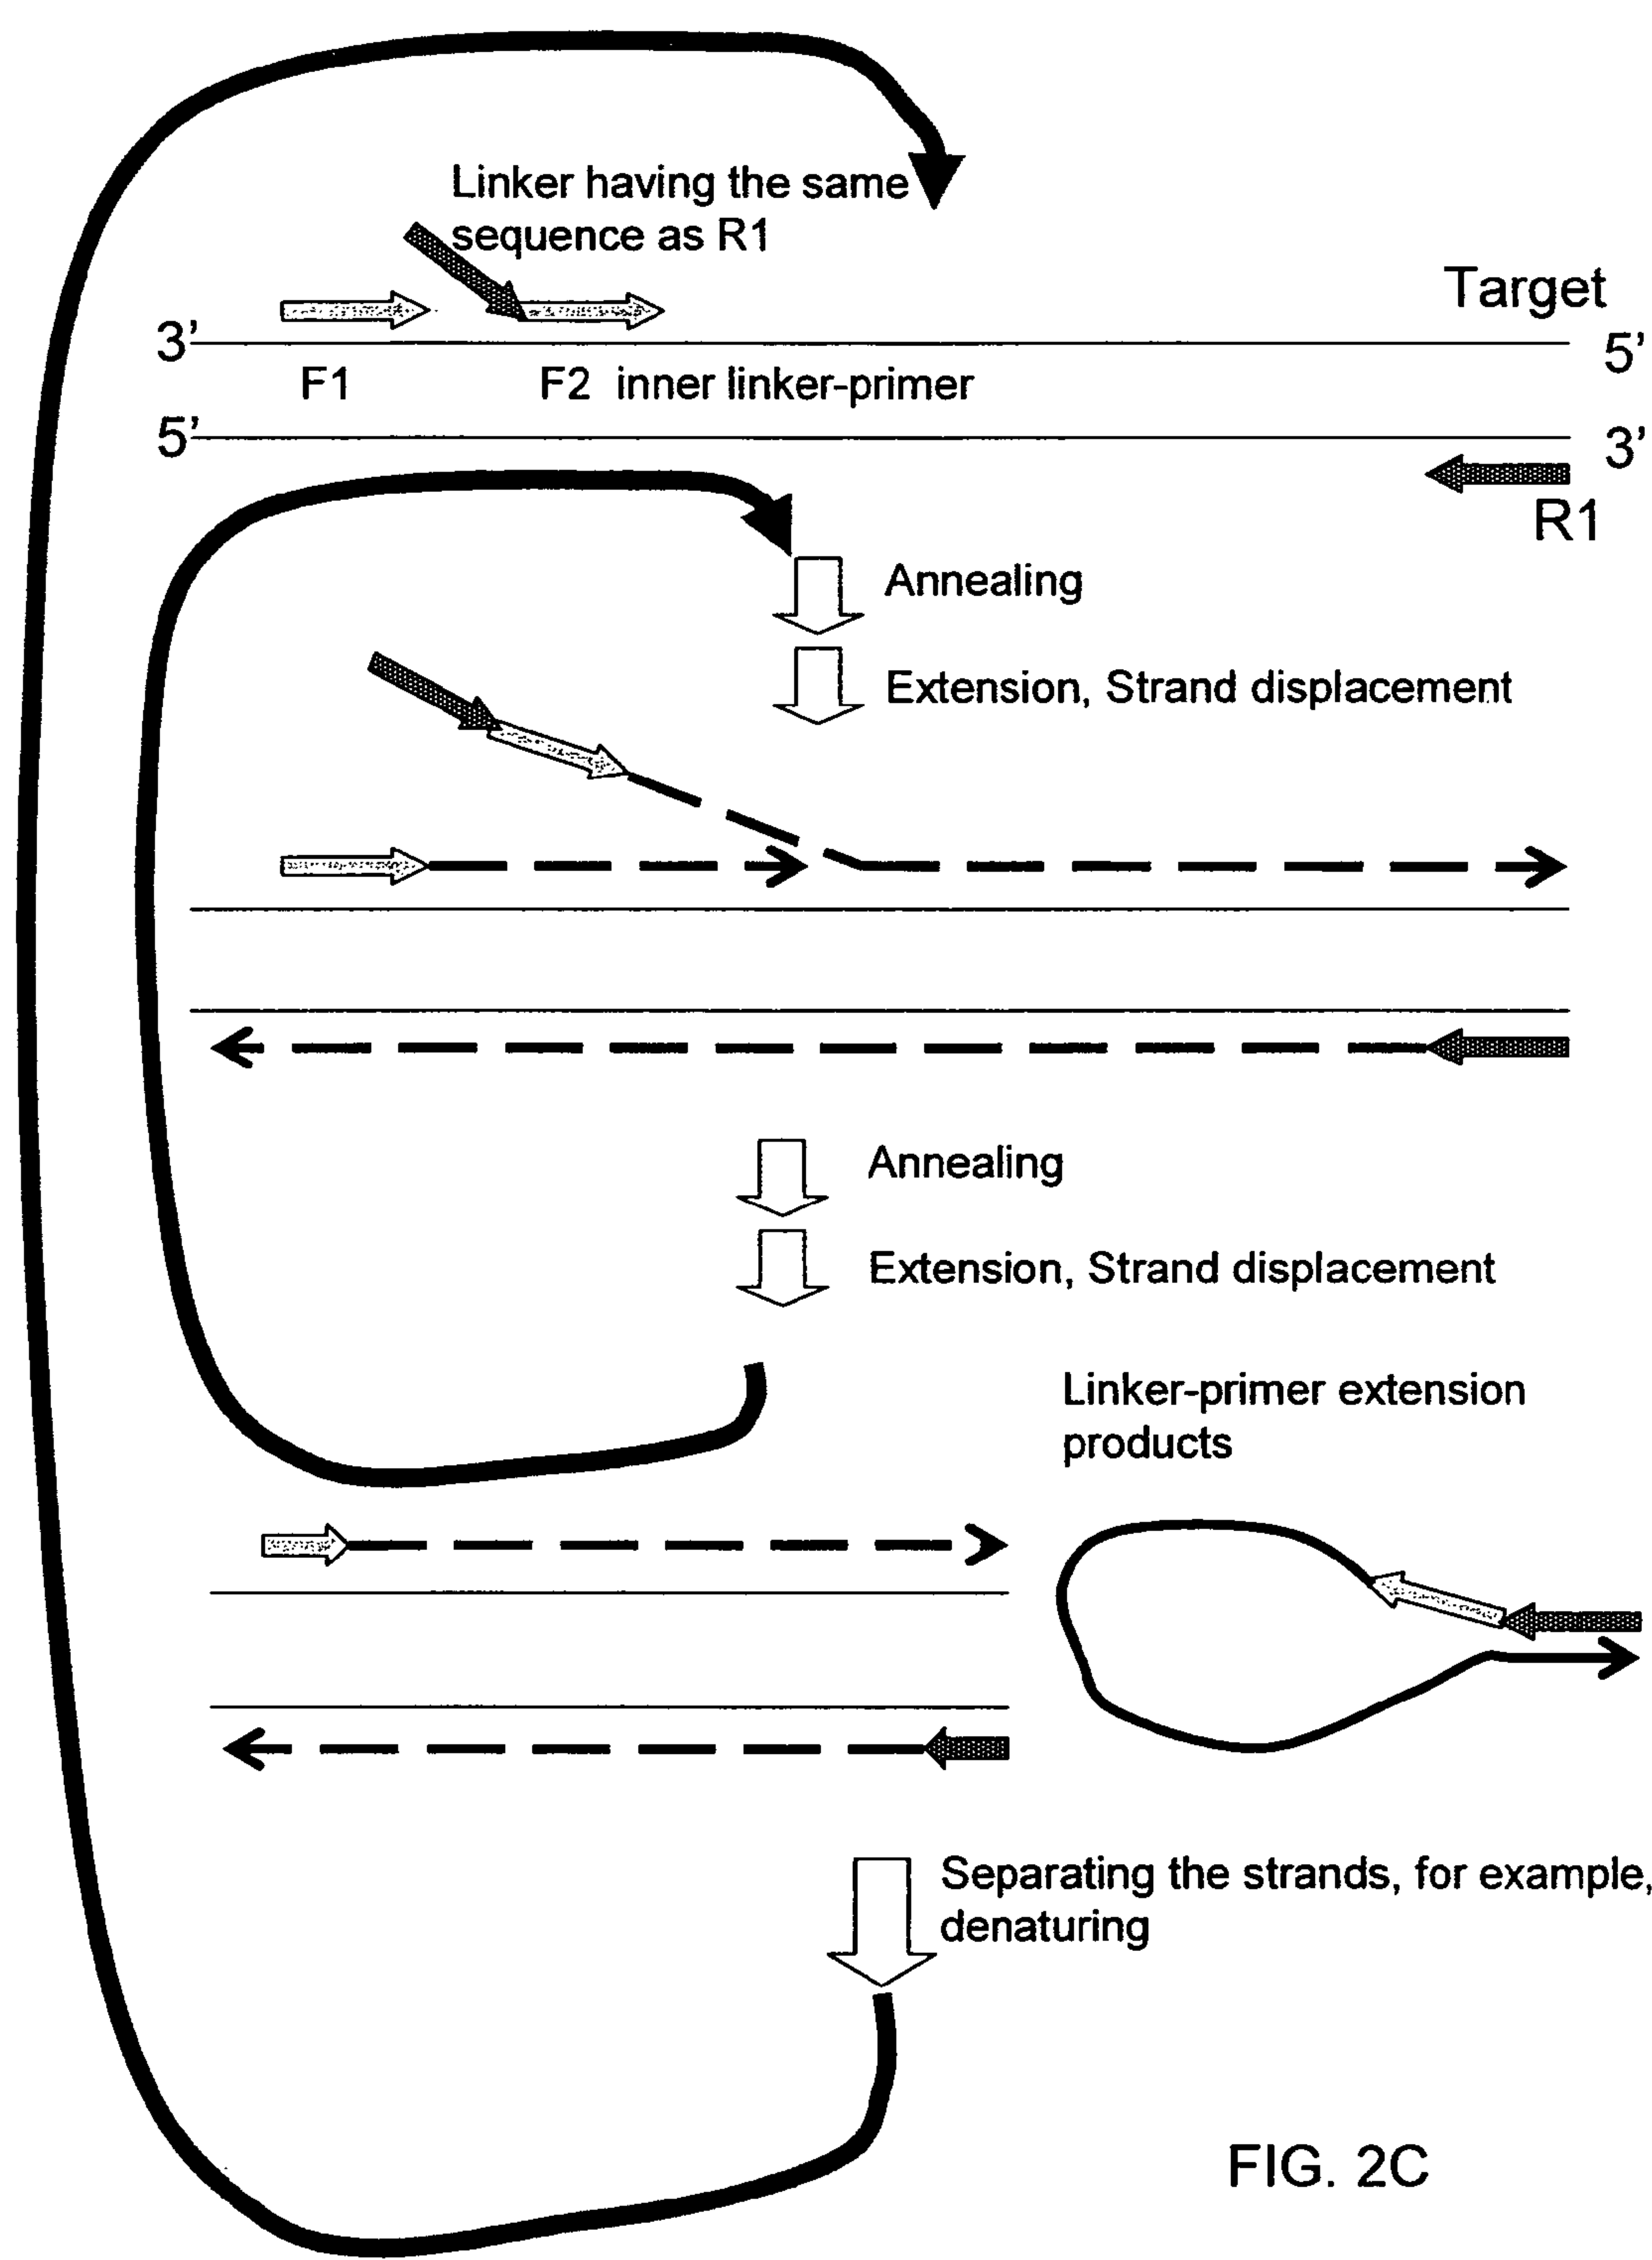 Linker having the same
sequence as R1
Target
3’
5’
F1
F2 inner linker-primer
5’
3’
R1
Annealing
Extension, Strand displacement
Annealing
Extension, Strand displacement
Linker-primer extension
products
Separating the strands, for example,
denaturing
FIG. 2C